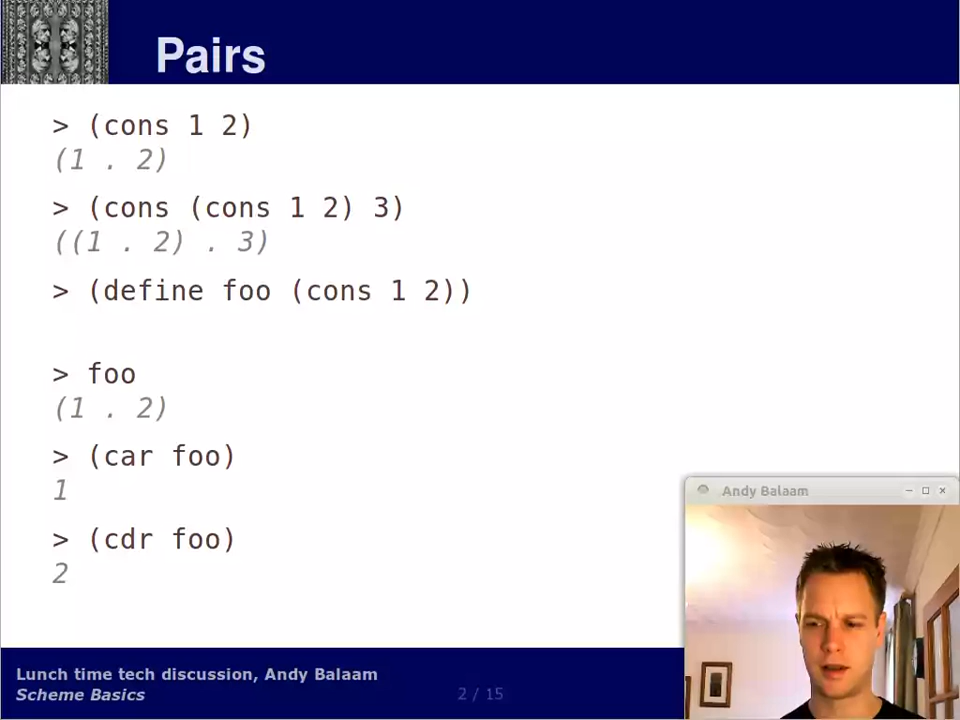 Pairs
> (cons 1 2)
(1 . 2)
> (cons (cons 1 2) 3)
((1 . 2) . 3)
> (define foo (cons 1 2))
> foo
(1 . 2)
> (car foo)
1
> (cdr foo)
2
Andy Balaam
Lunch time tech discussion, Andy Balaam
Scheme Basics
2 / 15